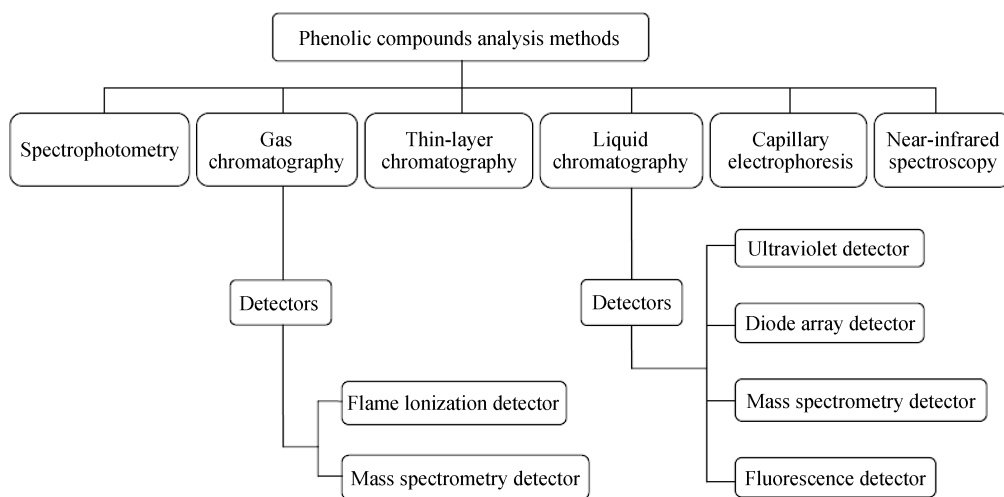 Phenolic compounds analysis methods
Spectrophotometry
Gas
chromatography
Thin-layer
chromatography
Liquid
chromatography
Capillary
electrophoresis
Near-infrared
spectroscopy
Detectors
Flame Ionization detector
Mass spectrometry detector
Detectors
Ultraviolet detector
Diode array detector
Mass spectrometry detector
Fluorescence detector